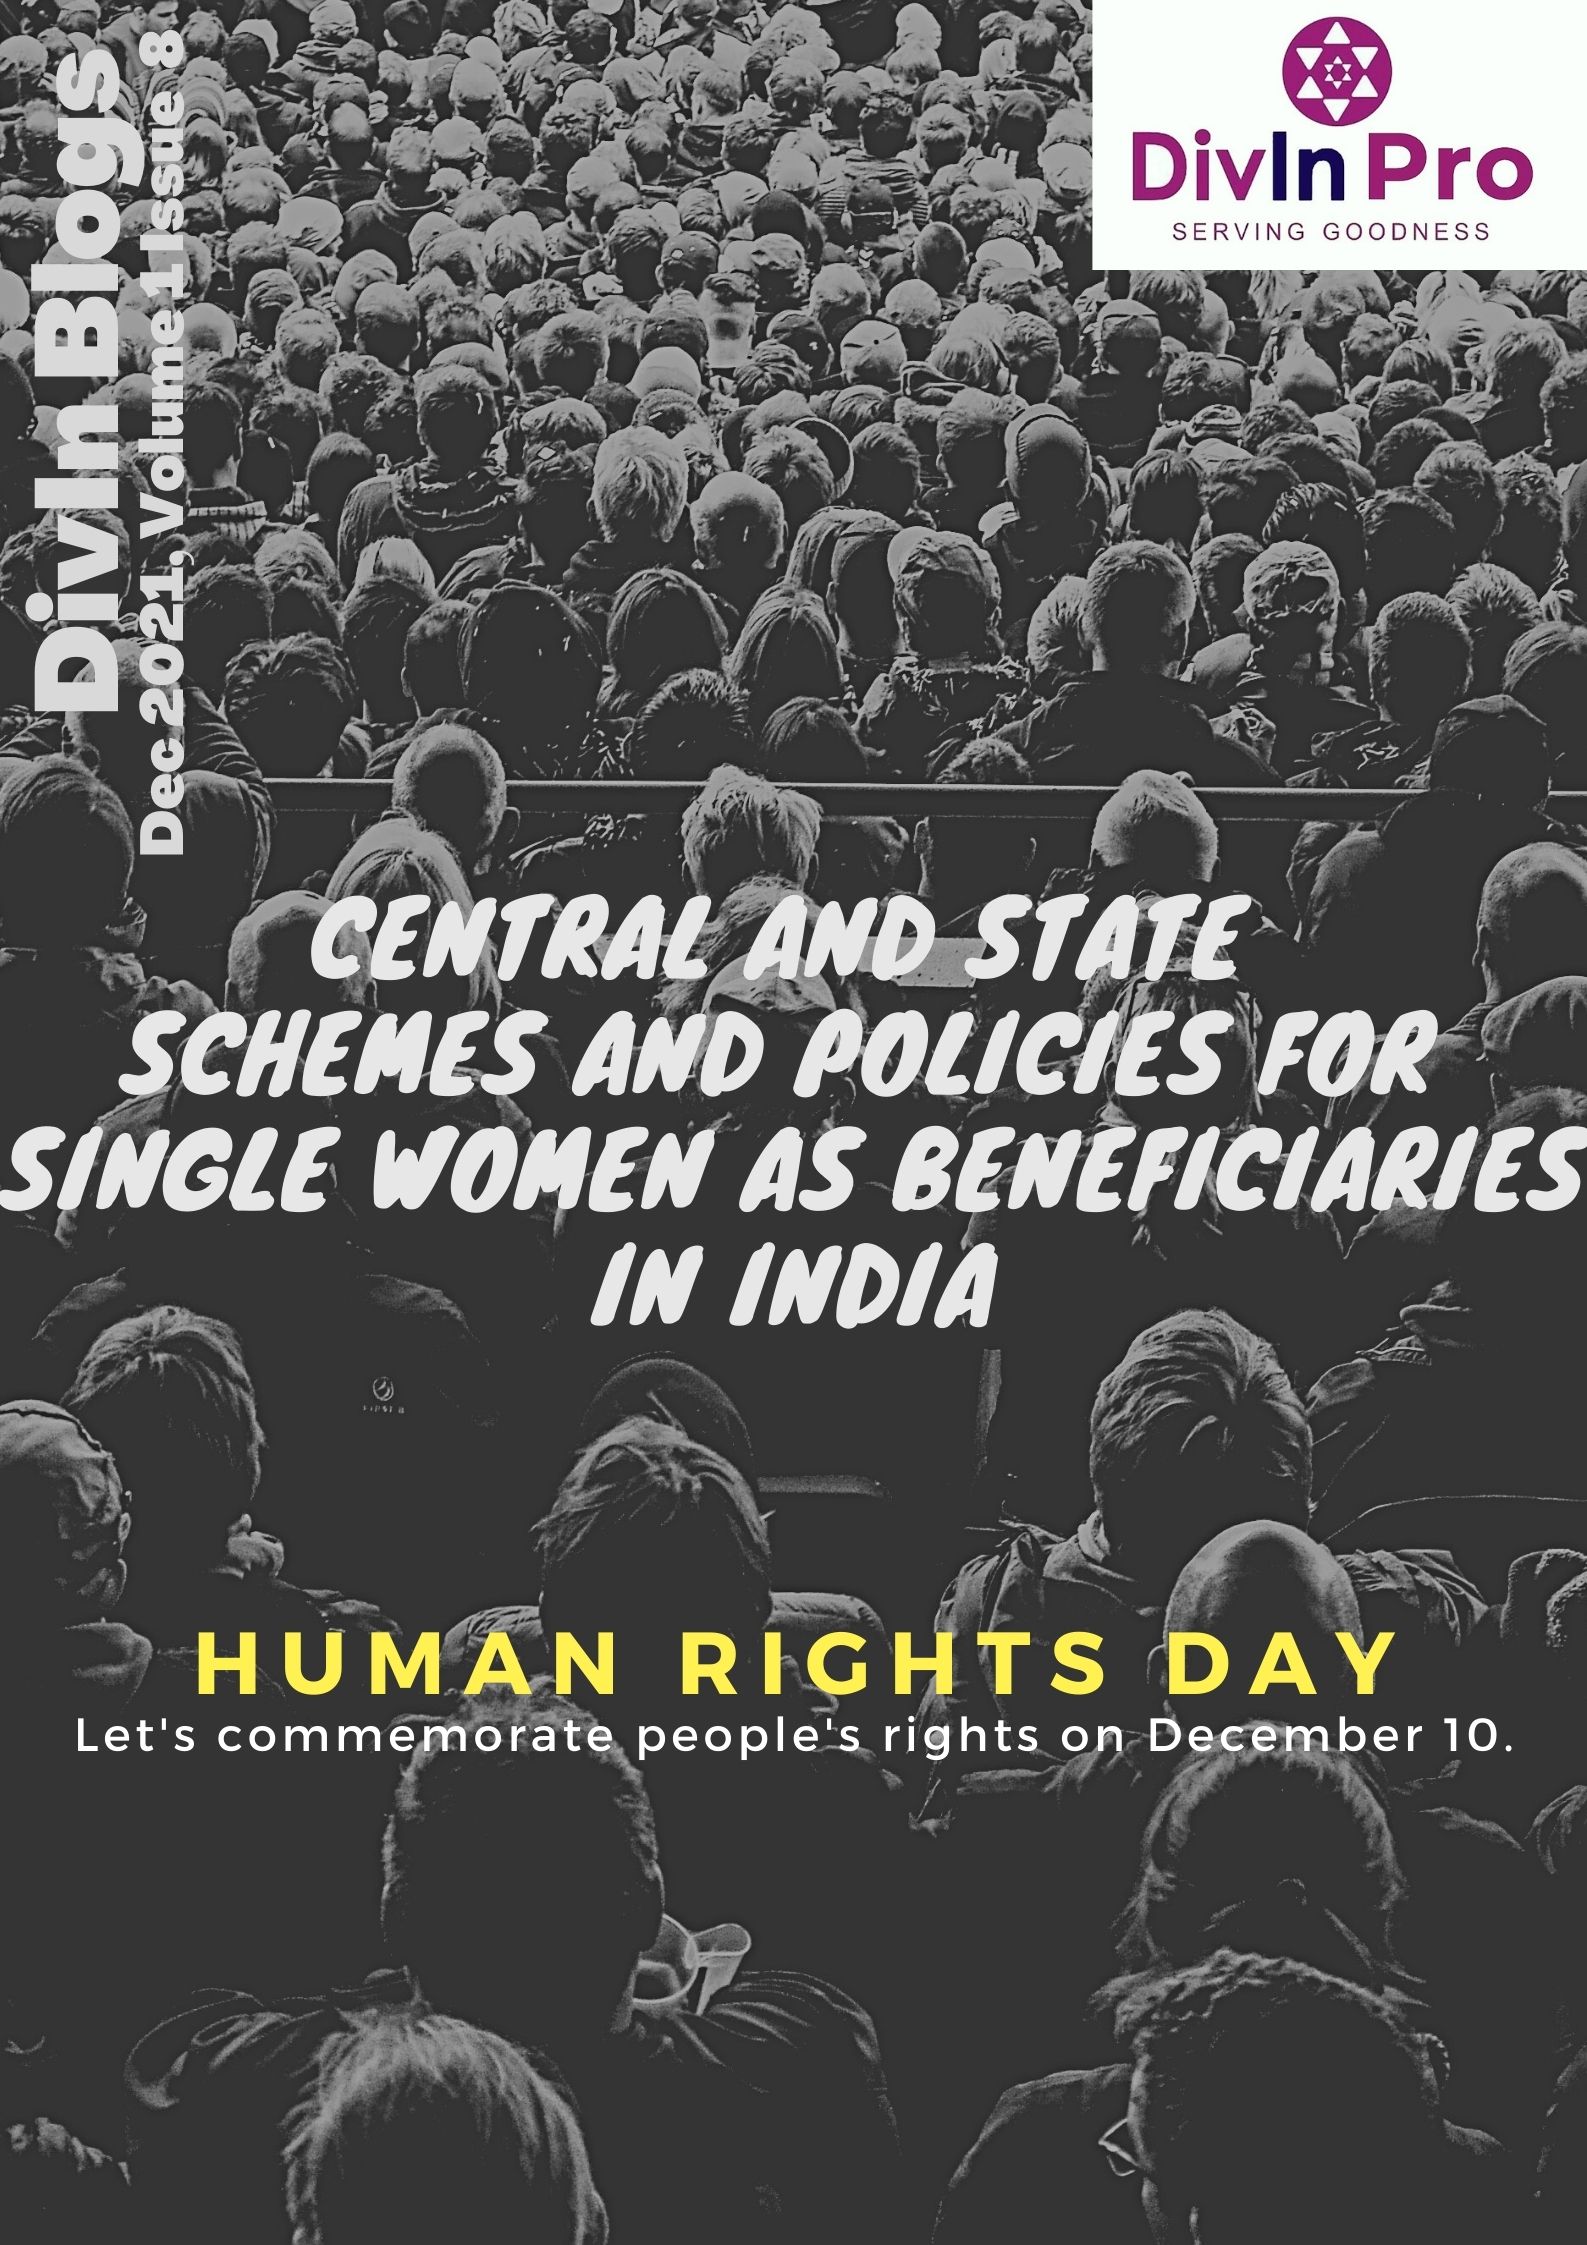 DivIn Blogs
Dec 2021, Volume 1 Issue 8
DivIn Pro
SERVING GOODNESS
CENTRAL AND STATE
SCHEMES AND POLICIES FOR
SINGLE WOMEN AS BENEFICIARIES
IN INDIA
HUMAN RIGHTS DAY
Let's commemorate people's rights on December 10.